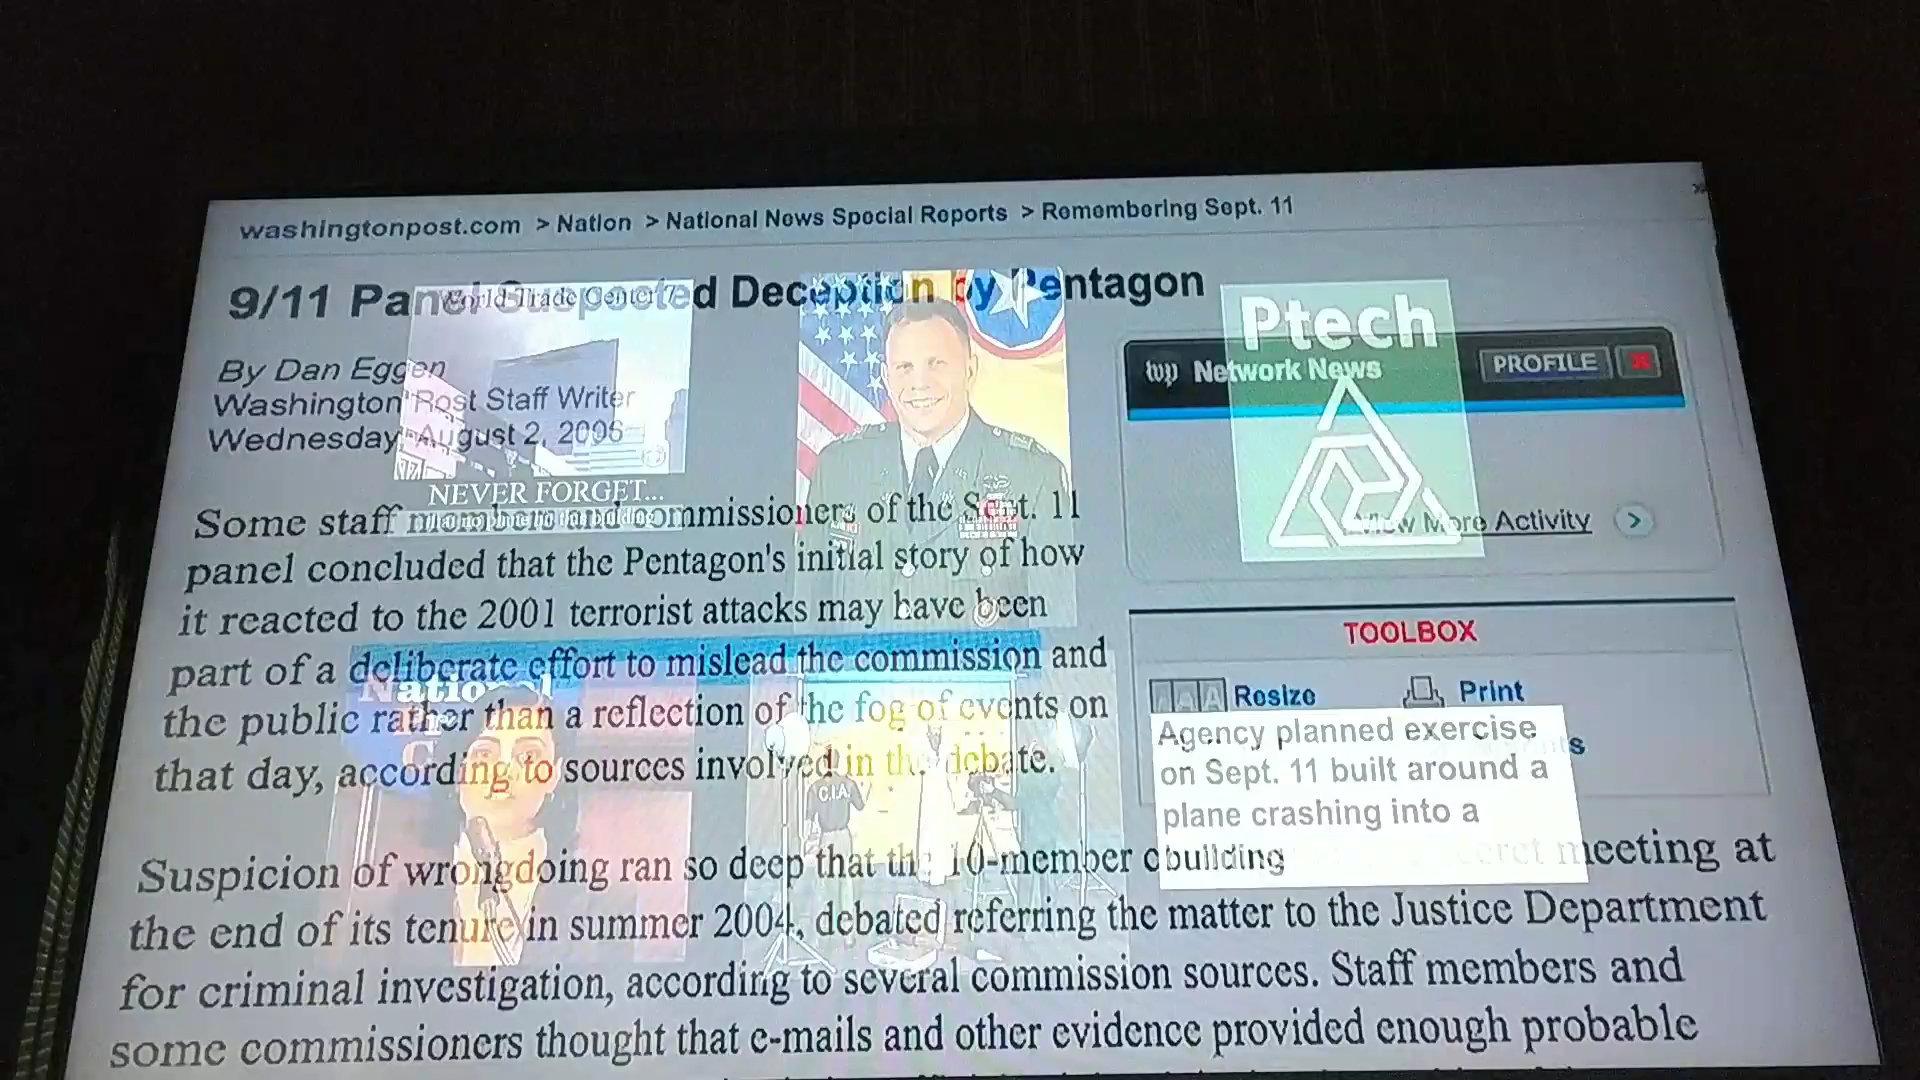 washingtonpost.com > Nation > National News Special Reports > Remembering Sept. 11
9/11 Panel Suspected Deception by Pentagon
World Trade Center 7
By Dan Eggen
Washington Post Staff Writer
Wednesday, August 2, 2006
NEVER FORGET...
Ptech
twp Network News
PROFILE
View More Activity
Some staff members and commissioners of the Sept. 11
panel concluded that the Pentagon's initial story of how
it reacted to the 2001 terrorist attacks may have been
part of a deliberate effort to mislead the commission and
the public rather than a reflection of the fog of events on
that day, according to sources involved in the debate.
C.I.A.
TOOLBOX
AAA Resize
Print
Agency planned exercise
on Sept. 11 built around a
plane crashing into a
building
Suspicion of wrongdoing ran so deep that the 10-member secret meeting at
the end of its tenure in summer 2004, debated referring the matter to the Justice Department
for criminal investigation, according to several commission sources. Staff members and
some commissioners thought that e-mails and other evidence provided enough probable